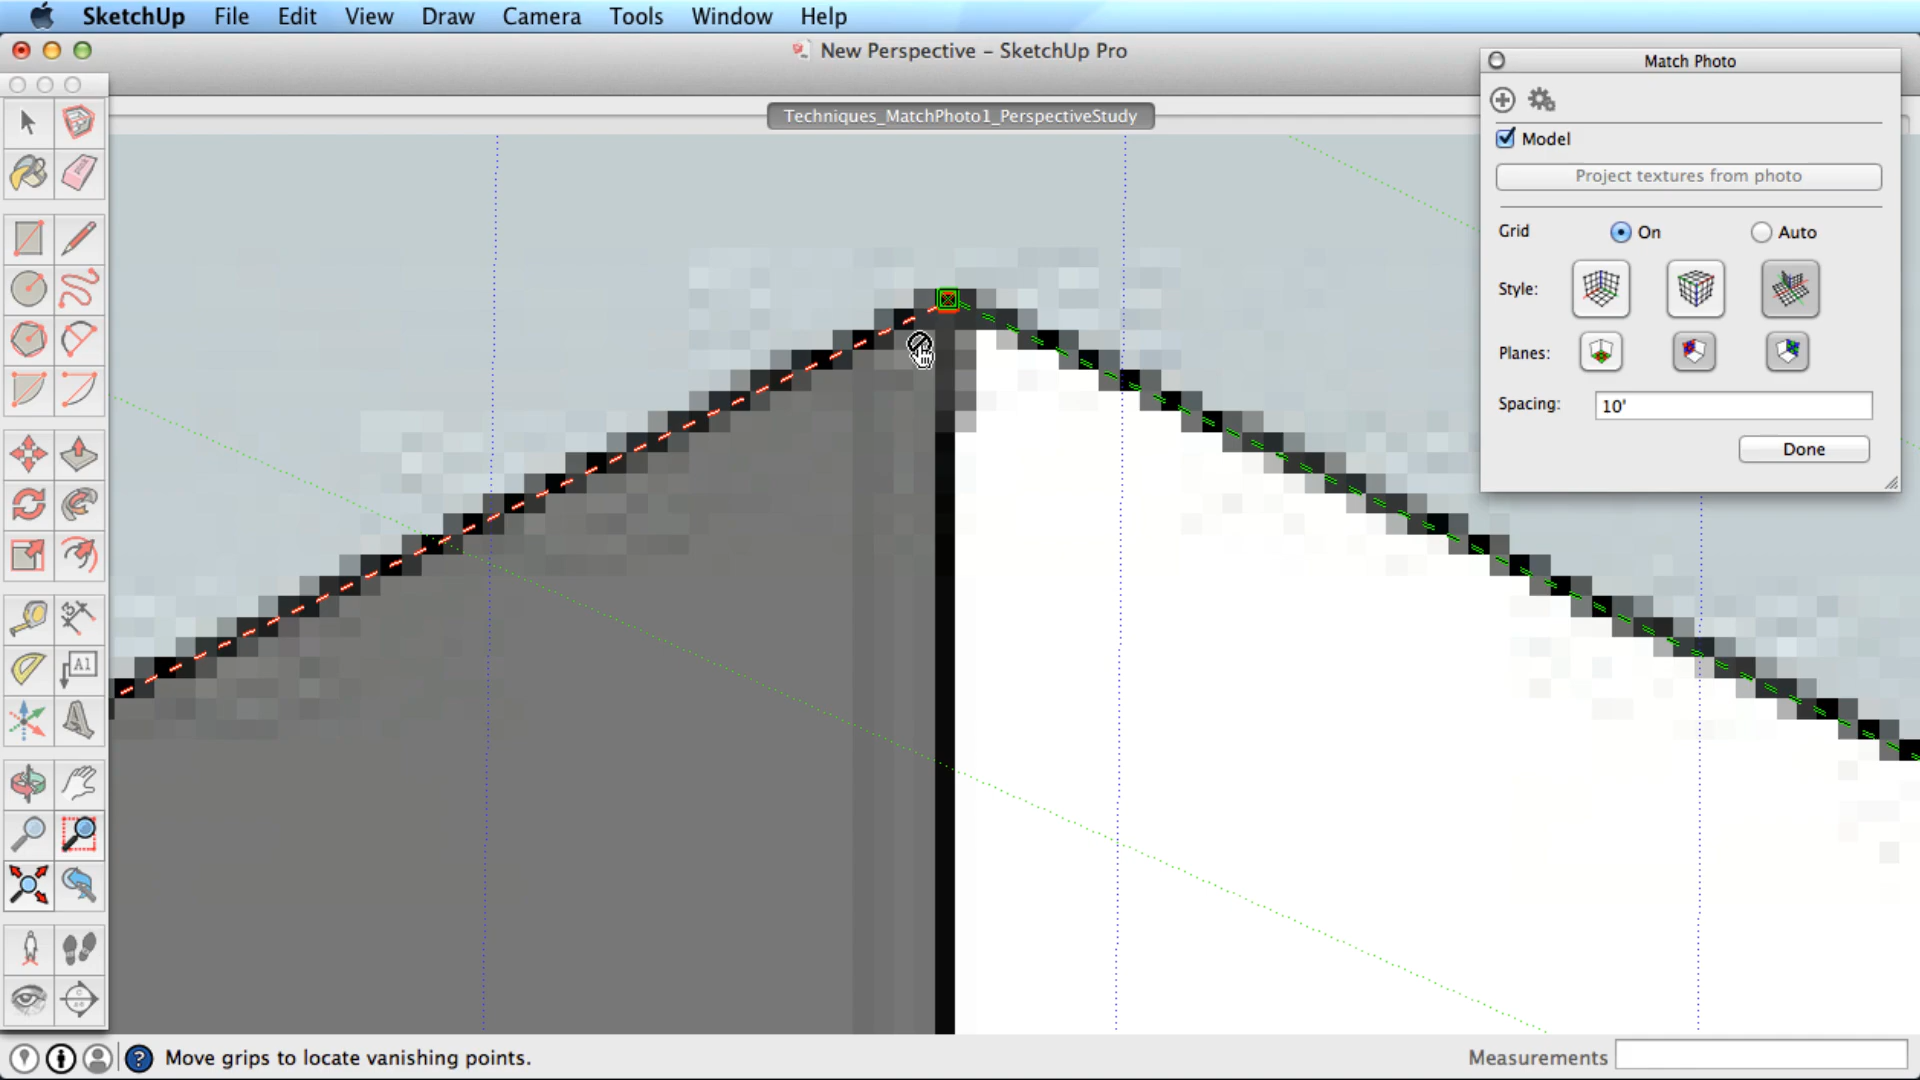 SketchUp File Edit View Draw Camera Tools Window Help
New Perspective - SketchUp Pro
Techniques_MatchPhoto1_PerspectiveStudy
Match Photo
Model
Project textures from photo
Grid On Auto
Style:
Planes:
Spacing: 10'
Done
A1
Move grips to locate vanishing points.
Measurements